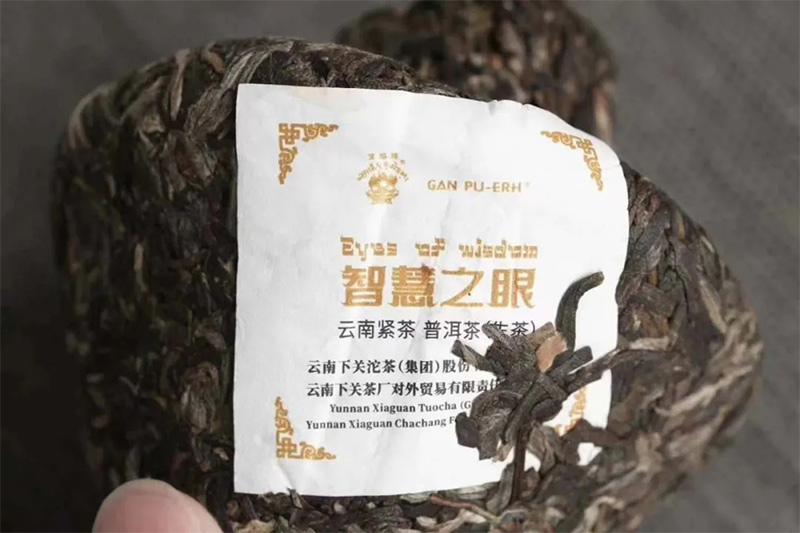 GAN PU-ERH
Eyes of wisdom
智慧之眼
云南紧茶 普洱茶(生茶)
云南下关沱茶(集团)股份
云南下关茶厂对外贸易有限责任
Yunnan Xiaguan Tuocha (G
Yunnan Xiaguan Chachang F